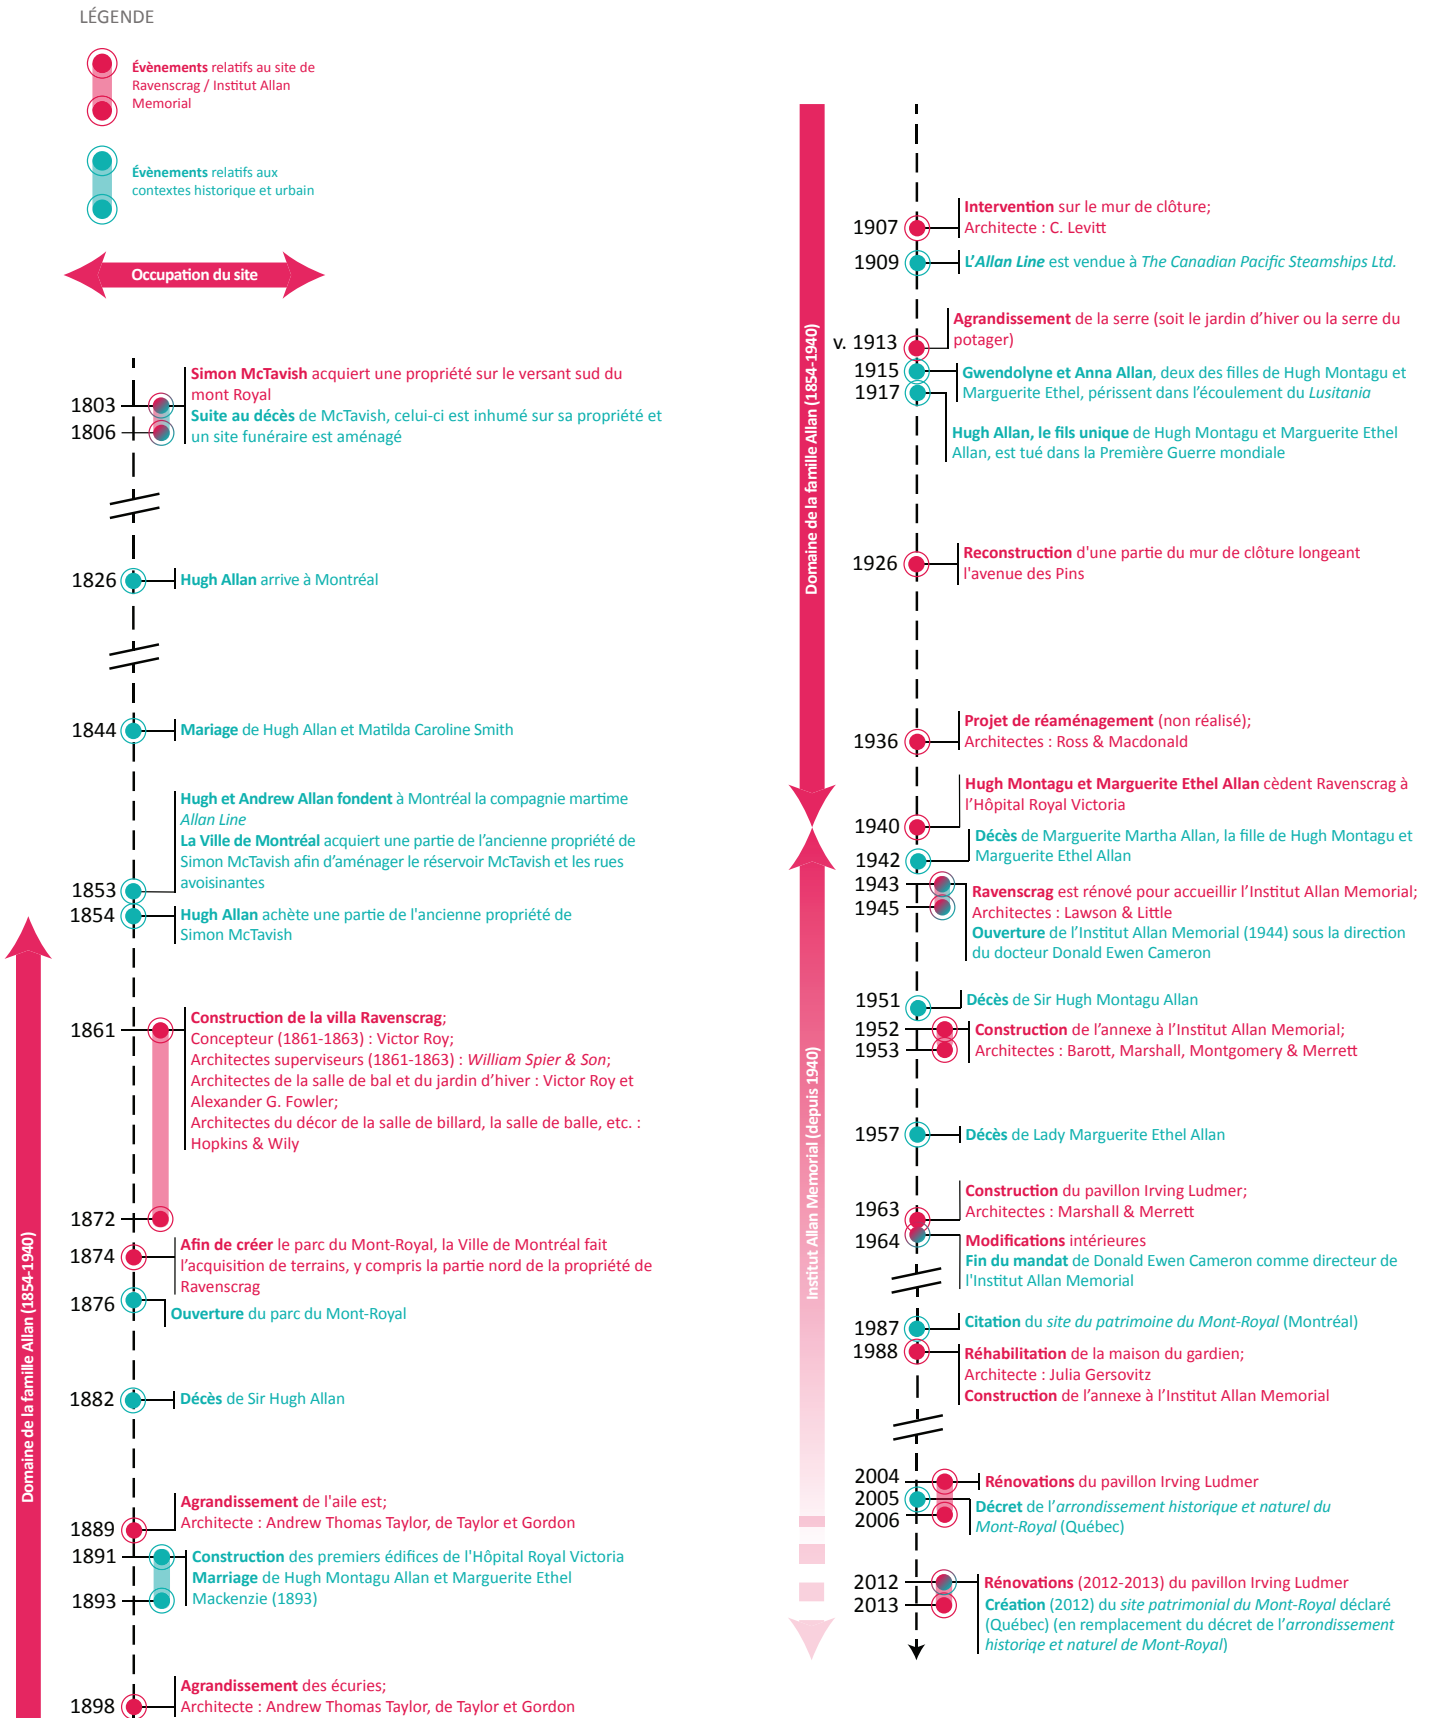 LÉGENDE
Évènements relatifs au site de
Ravenscrag / Institut Allan
Memorial
Évènements relatifs aux
contextes historique et urbain
Occupation du site
1803
1806
Simon McTavish acquiert une propriété sur le versant sud du
mont Royal
Suite au décès de McTavish, celui-ci est inhumé sur sa propriété et
un site funéraire est aménagé
1826
Hugh Allan arrive à Montréal
1844
Mariage de Hugh Allan et Matilda Caroline Smith
1853
Hugh et Andrew Allan fondent à Montréal la compagnie martime
Allan Line
La Ville de Montréal acquiert une partie de l'ancienne propriété de
Simon McTavish afin d'aménager le réservoir McTavish et les rues
avoisinantes
1854
Hugh Allan achète une partie de l'ancienne propriété de
Simon McTavish
Domaine de la famille Allan (1854-1940)
1861
1872
Construction de la villa Ravenscrag;
Concepteur (1861-1863) : Victor Roy;
Architectes superviseurs (1861-1863) : William Spier & Son;
Architectes de la salle de bal et du jardin d'hiver : Victor Roy et
Alexander G. Fowler;
Architectes du décor de la salle de billard, la salle de balle, etc. :
Hopkins & Wily
1874
Afin de créer le parc du Mont-Royal, la Ville de Montréal fait
l'acquisition de terrains, y compris la partie nord de la propriété de
Ravenscrag
1876
Ouverture du parc du Mont-Royal
1882
Décès de Sir Hugh Allan
1889
Agrandissement de l'aile est;
Architecte : Andrew Thomas Taylor, de Taylor et Gordon
1891
1893
Construction des premiers édifices de l'Hôpital Royal Victoria
Marriage de Hugh Montagu Allan et Marguerite Ethel
Mackenzie (1893)
1898
Agrandissement des écuries;
Architecte : Andrew Thomas Taylor, de Taylor et Gordon
Domaine de la famille Allan (1854-1940)
1907
Intervention sur le mur de clôture;
Architecte : C. Levitt
1909
L'Allan Line est vendue à The Canadian Pacific Steamships Ltd.
v. 1913
Agrandissement de la serre (soit le jardin d'hiver ou la serre du
potager)
1915
Gwendolyne et Anna Allan, deux des filles de Hugh Montagu et
Marguerite Ethel, périssent dans l'écoulement du Lusitania
1917
Hugh Allan, le fils unique de Hugh Montagu et Marguerite Ethel
Allan, est tué dans la Première Guerre mondiale
1926
Reconstruction d'une partie du mur de clôture longeant
l'avenue des Pins
1936
Projet de réaménagement (non réalisé);
Architectes : Ross & Macdonald
1940
Hugh Montagu et Marguerite Ethel Allan cèdent Ravenscrag à
l'Hôpital Royal Victoria
1942
Décès de Marguerite Martha Allan, la fille de Hugh Montagu et
Marguerite Ethel Allan
Institut Allan Memorial (depuis 1940)
1943
1945
Ravenscrag est rénové pour accueillir l'Institut Allan Memorial;
Architectes : Lawson & Little
Ouverture de l'Institut Allan Memorial (1944) sous la direction
du docteur Donald Ewen Cameron
1951
Décès de Sir Hugh Montagu Allan
1952
1953
Construction de l'annexe à l'Institut Allan Memorial;
Architectes : Barott, Marshall, Montgomery & Merrett
1957
Décès de Lady Marguerite Ethel Allan
1963
Construction du pavillon Irving Ludmer;
Architectes : Marshall & Merrett
1964
Modifications intérieures
Fin du mandat de Donald Ewen Cameron comme directeur de
l'Institut Allan Memorial
1987
Citation du site du patrimoine du Mont-Royal (Montréal)
1988
Réhabilitation de la maison du gardien;
Architecte : Julia Gersovitz
Construction de l'annexe à l'Institut Allan Memorial
2004
Rénovations du pavillon Irving Ludmer
2005
2006
Décret de l'arrondissement historique et naturel du
Mont-Royal (Québec)
2012
2013
Rénovations (2012-2013) du pavillon Irving Ludmer
Création (2012) du site patrimonial du Mont-Royal déclaré
(Québec) (en remplacement du décret de l'arrondissement
historiqe et naturel de Mont-Royal)